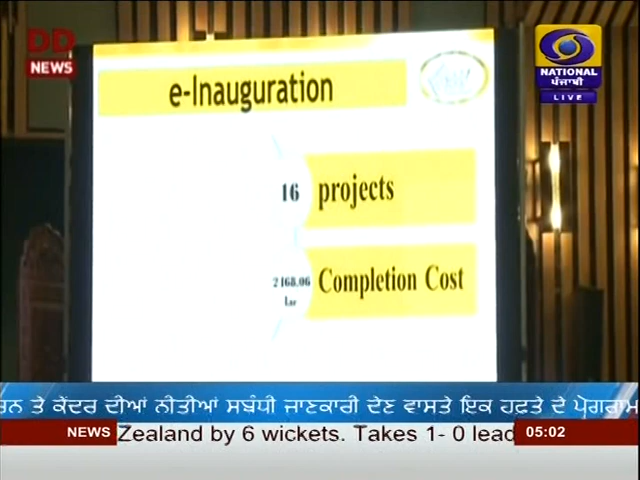 DD
NEWS
NATIONAL
ਪੰਜਾਬੀ
LIVE
e-Inauguration
16 projects
2168.06 Completion Cost
ਤੇ ਕੇਂਦਰ ਦੀਆਂ ਨੀਤੀਆਂ ਸਬੰਧੀ ਜਾਣਕਾਰੀ ਦੇਣ ਵਾਸਤੇ ਇਕ ਹਫ਼ਤੇ ਦੇ ਪ੍ਰੋਗਰਾਮ
NEWS Zealand by 6 wickets. Takes 1- 0 lead 05:02